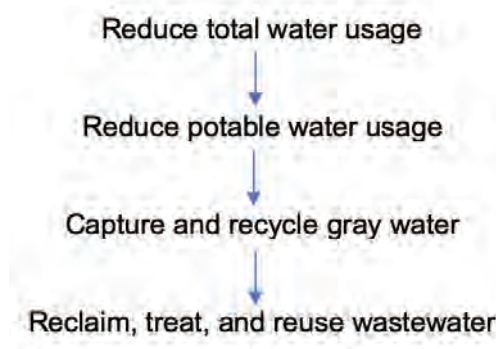 Reduce total water usage
Reduce potable water usage
Capture and recycle gray water
Reclaim, treat, and reuse wastewater